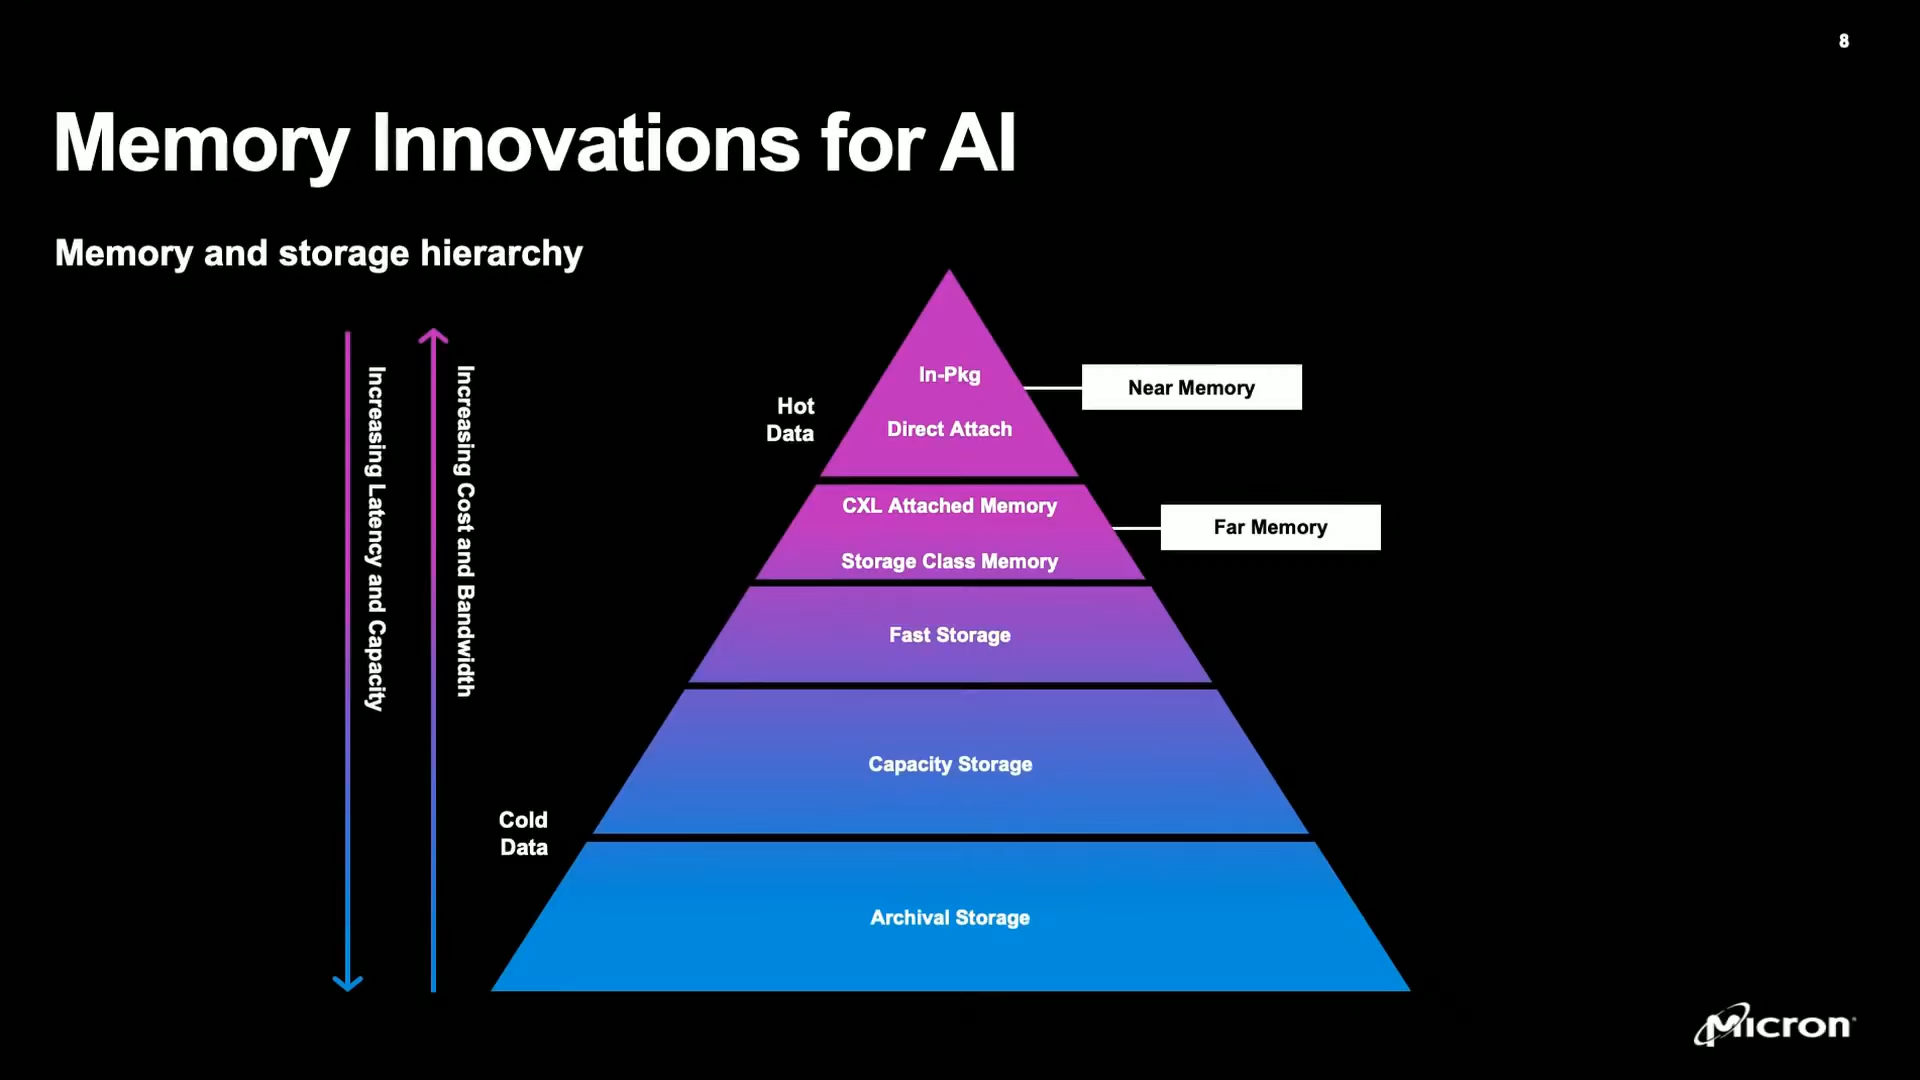 8
Memory Innovations for AI
Memory and storage hierarchy
Increasing Latency and Capacity
Increasing Cost and Bandwidth
Hot
Data
In-Pkg
Direct Attach
Near Memory
CXL Attached Memory
Storage Class Memory
Far Memory
Fast Storage
Capacity Storage
Cold
Data
Archival Storage
Micron